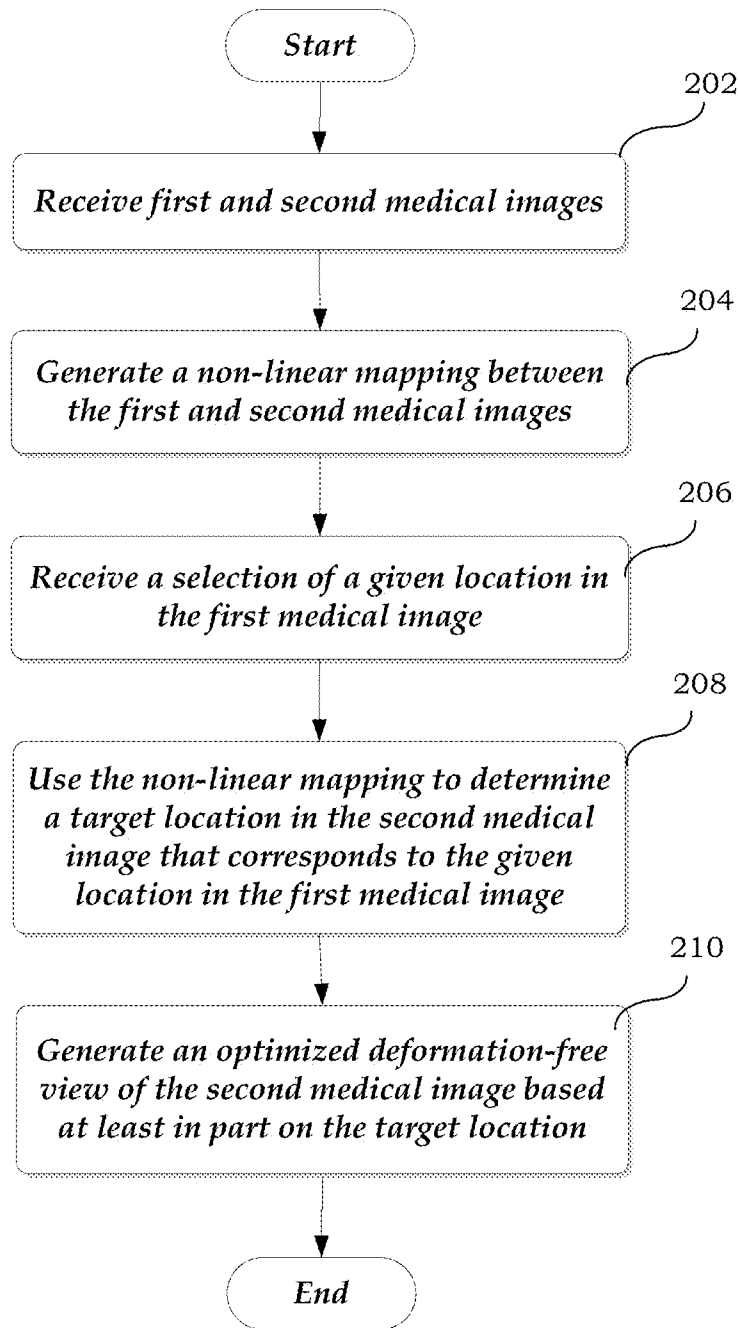 Start
202
Receive first and second medical images
204
Generate a non-linear mapping between
the first and second medical images
206
Receive a selection of a given location in
the first medical image
208
Use the non-linear mapping to determine
a target location in the second medical
image that corresponds to the given
location in the first medical image
210
Generate an optimized deformation-free
view of the second medical image based
at least in part on the target location
End